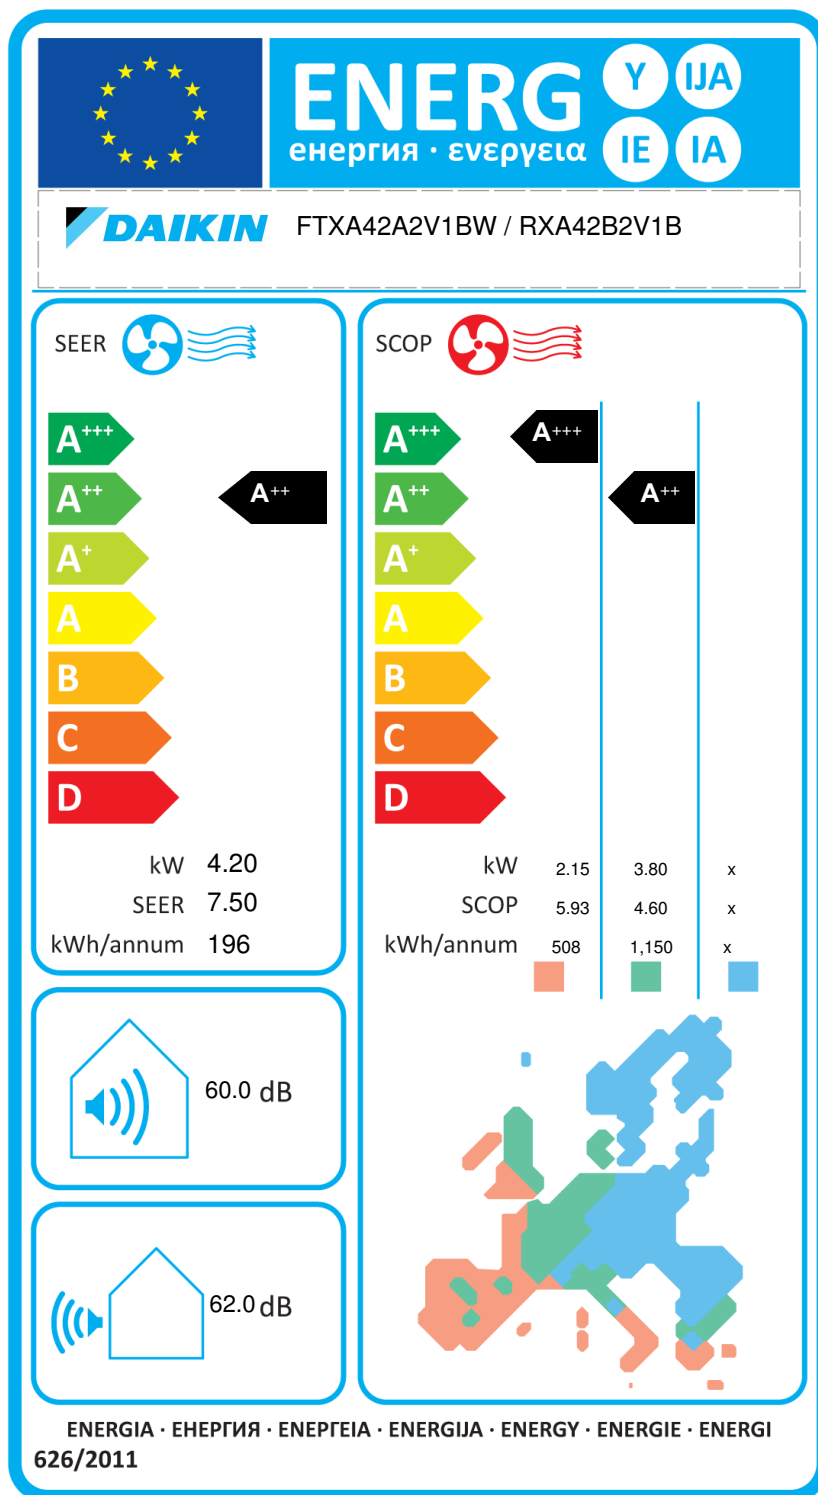 ENERG
енергия · ενεργεια
Y IJA
IE IA
DAIKIN
FTXA42A2V1BW / RXA42B2V1B
SEER
A+++
A++
A++
A+
A
B
C
D
kW 4.20
SEER 7.50
kWh/annum 196
SCOP
A+++
A+++
A++
A++
A+
A
B
C
D
kW 2.15 3.80 x
SCOP 5.93 4.60 x
kWh/annum 508 1,150 x
60.0 dB
62.0 dB
ENERGIA · ЕНЕРГИЯ · ΕΝΕΡΓΕΙΑ · ENERGIJA · ENERGY · ENERGIE · ENERGI
626/2011